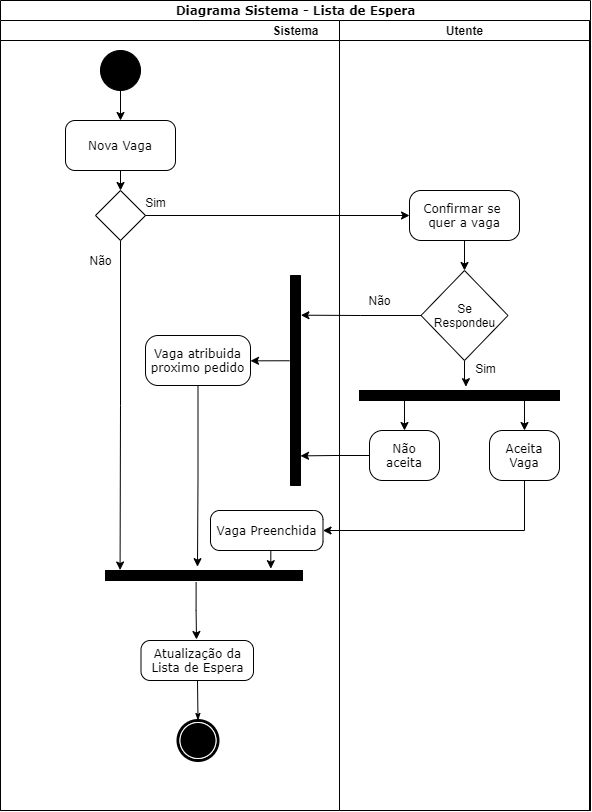 Diagrama Sistema - Lista de Espera
Sistema
Utente
Nova Vaga
Sim
Confirmar se
quer a vaga
Não
Não
Se
Respondeu
Vaga atribuida
proximo pedido
Sim
Não
aceita
Aceita
Vaga
Vaga Preenchida
Atualização da
Lista de Espera